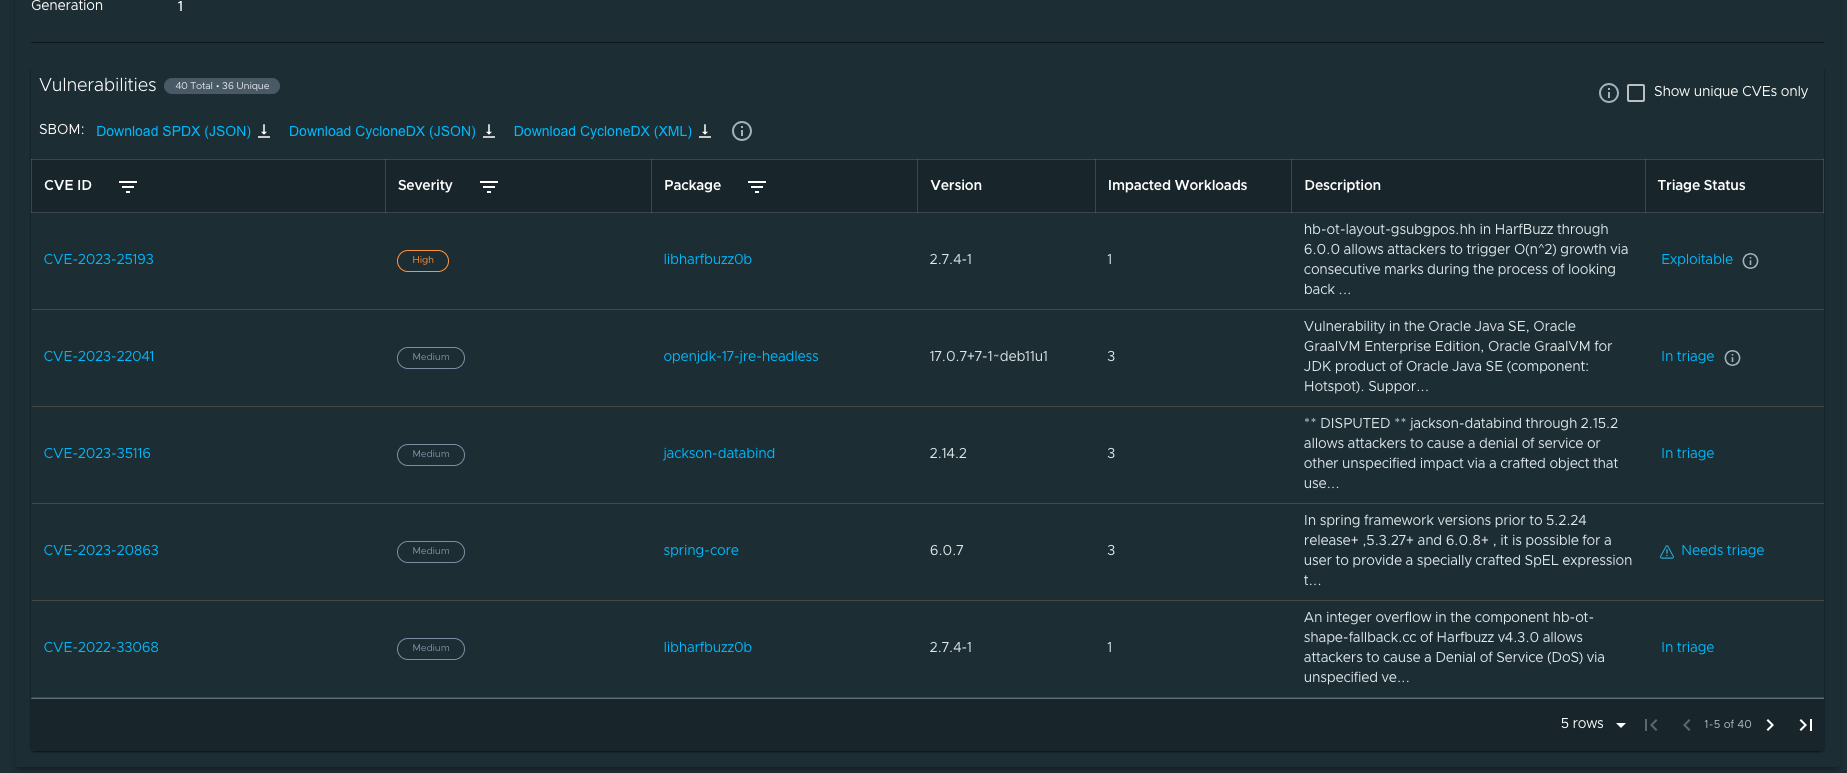 Generation 1
Vulnerabilities 40 Total • 36 Unique
Show unique CVEs only
SBOM: Download SPDX (JSON) Download CycloneDX (JSON) Download CycloneDX (XML)
CVE ID Severity Package Version Impacted Workloads Description Triage Status
CVE-2023-25193 High libharfbuzz0b 2.7.4-1 1
hb-ot-layout-gsubgpos.hh in HarfBuzz through
6.0.0 allows attackers to trigger O(n^2) growth via
consecutive marks during the process of looking
back ...
Exploitable
CVE-2023-22041 Medium openjdk-17-jre-headless 17.0.7+7-1~deb11u1 3
Vulnerability in the Oracle Java SE, Oracle
GraalVM Enterprise Edition, Oracle GraalVM for
JDK product of Oracle Java SE (component:
Hotspot). Suppor...
In triage
CVE-2023-35116 Medium jackson-databind 2.14.2 3
** DISPUTED ** jackson-databind through 2.15.2
allows attackers to cause a denial of service or
other unspecified impact via a crafted object that
use...
In triage
CVE-2023-20863 Medium spring-core 6.0.7 3
In spring framework versions prior to 5.2.24
release+ ,5.3.27+ and 6.0.8+ , it is possible for a
user to provide a specially crafted SpEL expression
t...
Needs triage
CVE-2022-33068 Medium libharfbuzz0b 2.7.4-1 1
An integer overflow in the component hb-ot-
shape-fallback.cc of Harfbuzz v4.3.0 allows
attackers to cause a Denial of Service (DoS) via
unspecified ve...
In triage
5 rows 1-5 of 40